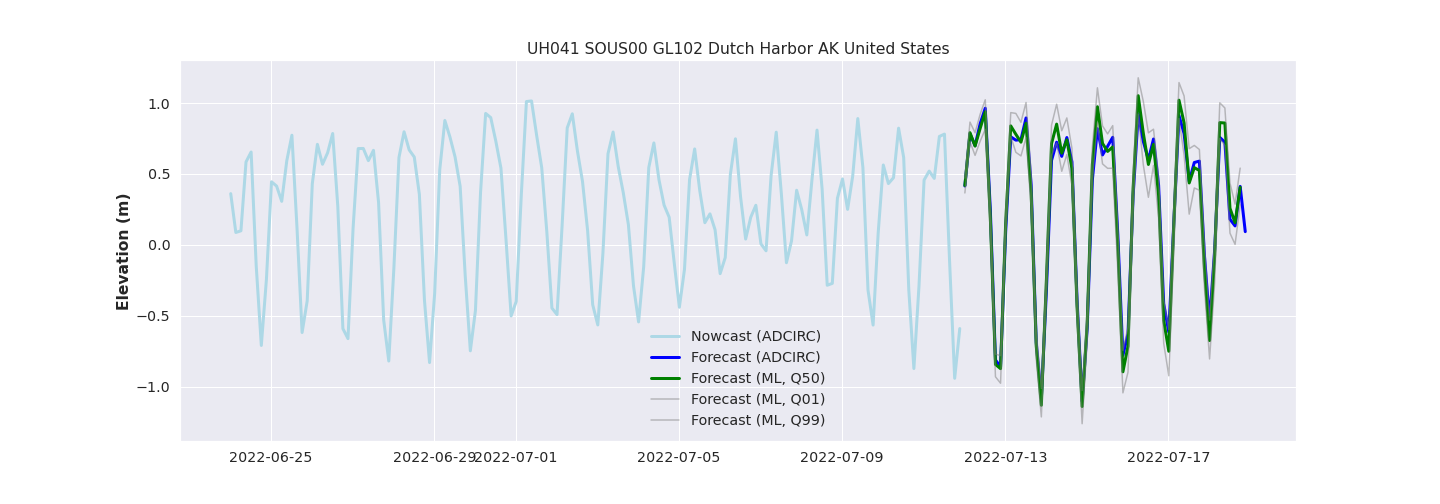 UH041 SOUS00 GL102 Dutch Harbor AK United States
Elevation (m)
1.0
0.5
0.0
−0.5
−1.0
Nowcast (ADCIRC)
Forecast (ADCIRC)
Forecast (ML, Q50)
Forecast (ML, Q01)
Forecast (ML, Q99)
2022-06-25 2022-06-29 2022-07-01 2022-07-05 2022-07-09 2022-07-13 2022-07-17